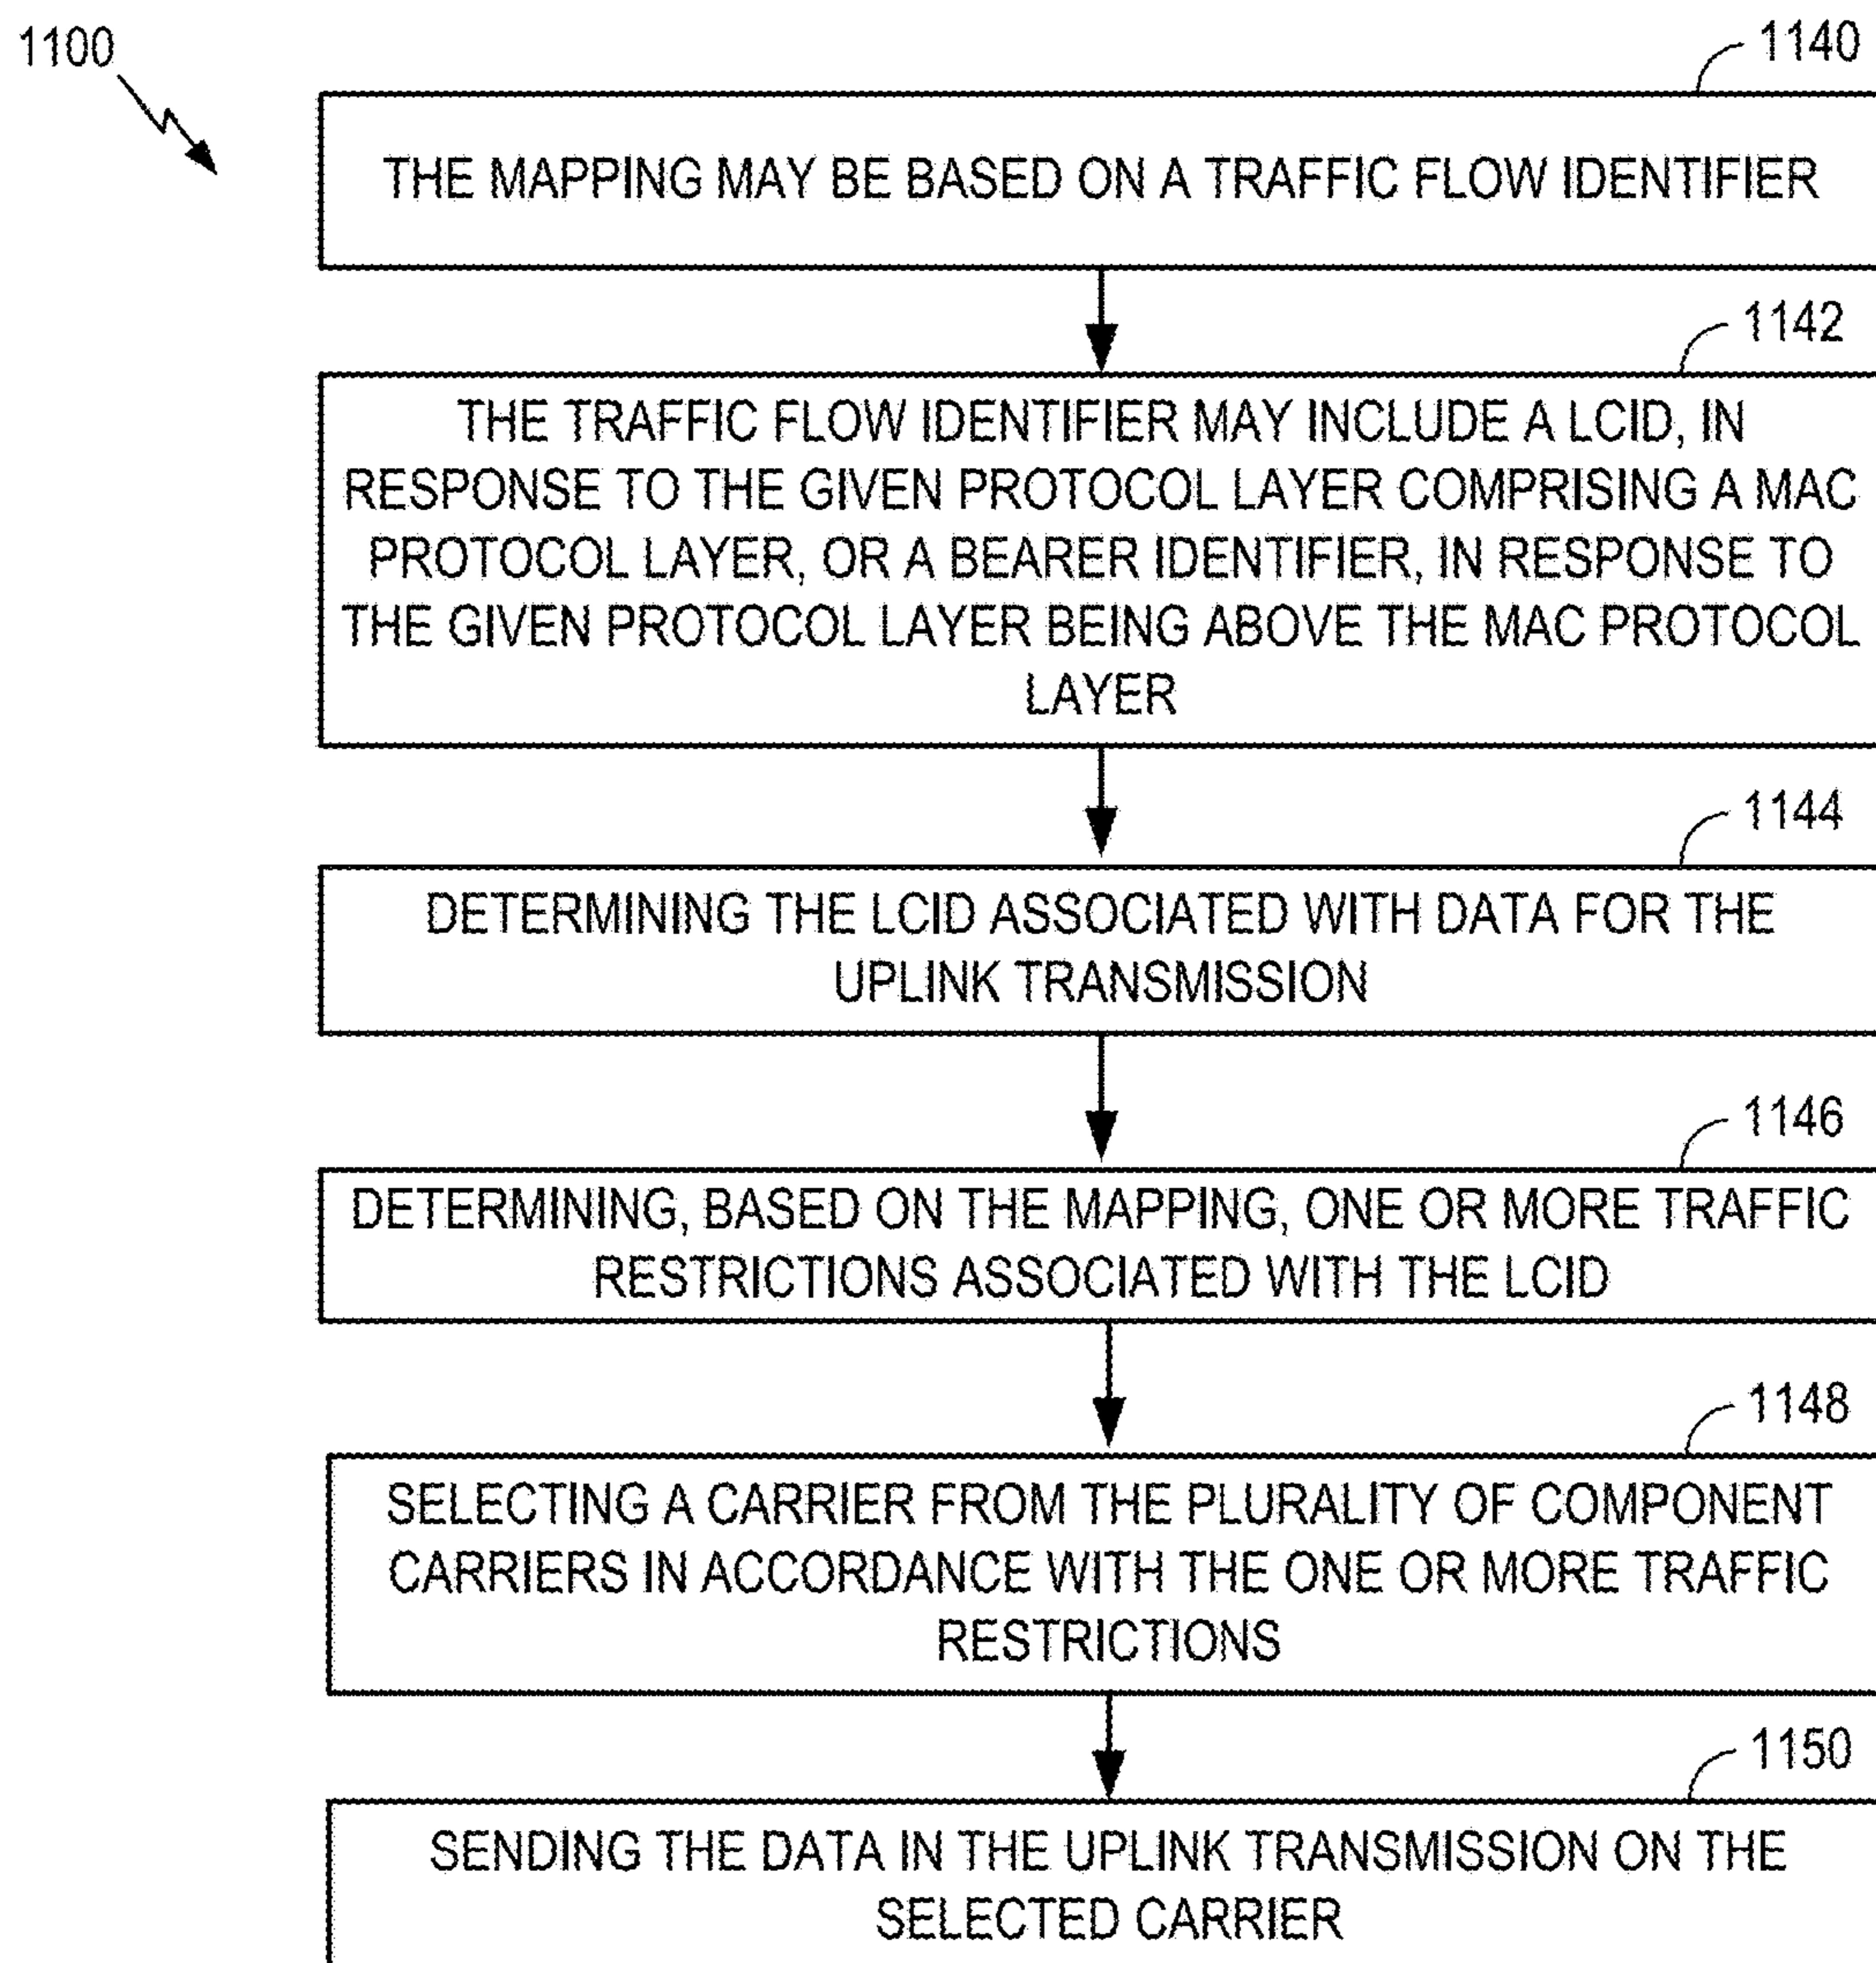 1100
1140
THE MAPPING MAY BE BASED ON A TRAFFIC FLOW IDENTIFIER
1142
THE TRAFFIC FLOW IDENTIFIER MAY INCLUDE A LCID, IN
RESPONSE TO THE GIVEN PROTOCOL LAYER COMPRISING A MAC
PROTOCOL LAYER, OR A BEARER IDENTIFIER, IN RESPONSE TO
THE GIVEN PROTOCOL LAYER BEING ABOVE THE MAC PROTOCOL
LAYER
1144
DETERMINING THE LCID ASSOCIATED WITH DATA FOR THE
UPLINK TRANSMISSION
1146
DETERMINING, BASED ON THE MAPPING, ONE OR MORE TRAFFIC
RESTRICTIONS ASSOCIATED WITH THE LCID
1148
SELECTING A CARRIER FROM THE PLURALITY OF COMPONENT
CARRIERS IN ACCORDANCE WITH THE ONE OR MORE TRAFFIC
RESTRICTIONS
1150
SENDING THE DATA IN THE UPLINK TRANSMISSION ON THE
SELECTED CARRIER